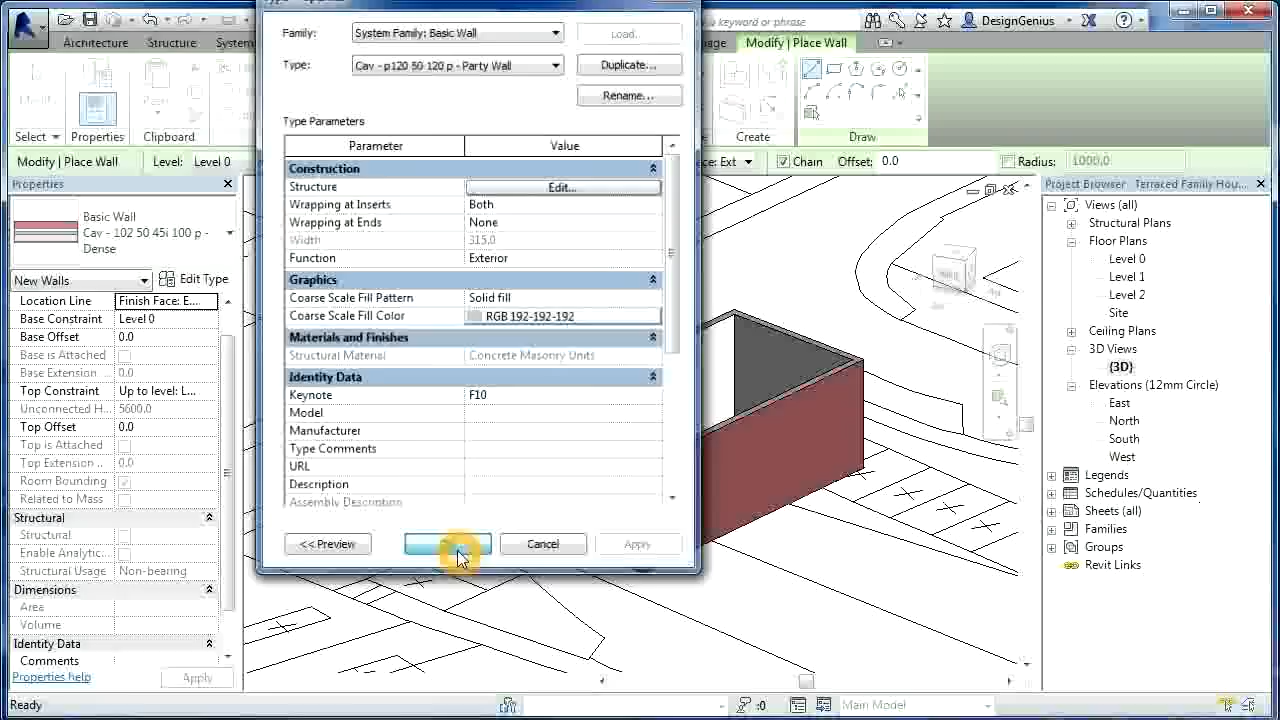 keyword or phrase
DesignGenius
Architecture Structure
Modify | Place Wall
Select Properties Clipboard Create Draw
Modify | Place Wall Level: Level 0 Chain Offset: 0.0 Radius: 1000.0
Properties
Basic Wall
Cav - 102 50 45i 100 p -
Dense
New Walls Edit Type
Location Line Finish Face: E...
Base Constraint Level 0
Base Offset 0.0
Base is Attached
Base Extension ... 0.0
Top Constraint Up to level: L...
Unconnected H... 5600.0
Top Offset 0.0
Top is Attached
Top Extension ... 0.0
Room Bounding
Related to Mass
Structural
Structural
Enable Analytic...
Structural Usage Non-bearing
Dimensions
Area
Volume
Identity Data
Comments
Properties help Apply
Family: System Family: Basic Wall Load...
Type: Cav - p120 50 120 p - Party Wall Duplicate...
Rename...
Type Parameters
Parameter Value
Construction
Structure Edit...
Wrapping at Inserts Both
Wrapping at Ends None
Width 315.0
Function Exterior
Graphics
Coarse Scale Fill Pattern Solid fill
Coarse Scale Fill Color RGB 192-192-192
Materials and Finishes
Structural Material Concrete Masonry Units
Identity Data
Keynote F10
Model
Manufacturer
Type Comments
URL
Description
Assembly Description
<< Preview Cancel Apply
Project Browser Terraced Family Hou...
Views (all)
Structural Plans
Floor Plans
Level 0
Level 1
Level 2
Site
Ceiling Plans
3D Views
{3D}
Elevations (12mm Circle)
East
North
South
West
Legends
Schedules/Quantities
Sheets (all)
Families
Groups
Revit Links
Ready :0 Main Model